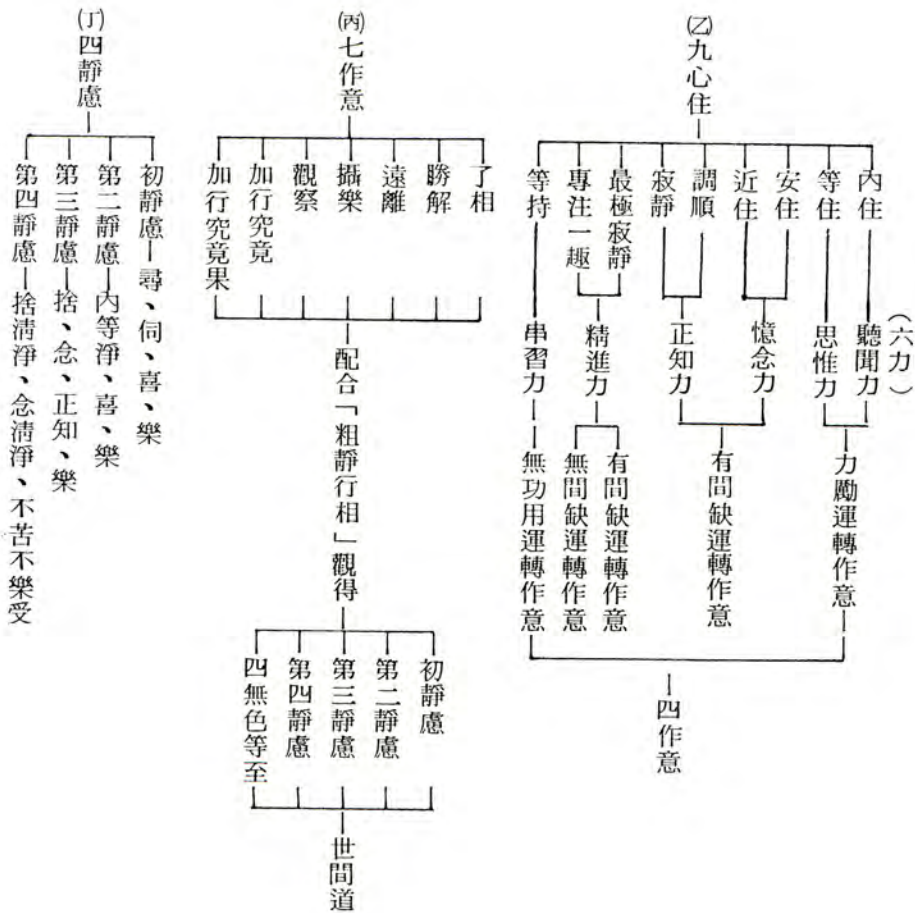 ㈡九心住
內住
等住
安住
近住
調順
寂靜
最極寂靜
專注一趣
等持
（六力）
聽聞力
思惟力
憶念力
正知力
精進力
串習力
力勵運轉作意
有間缺運轉作意
有間缺運轉作意
無間缺運轉作意
無功用運轉作意
四作意
㈢七作意
了相
勝解
遠離
攝樂
觀察
加行究竟
加行究竟果
配合「粗靜行相」觀得
初靜慮
第二靜慮
第三靜慮
第四靜慮
四無色等至
世間道
㈣四靜慮
初靜慮－尋、伺、喜、樂
第二靜慮－內等淨、喜、樂
第三靜慮－捨、念、正知、樂
第四靜慮－捨清淨、念清淨、不苦不樂受